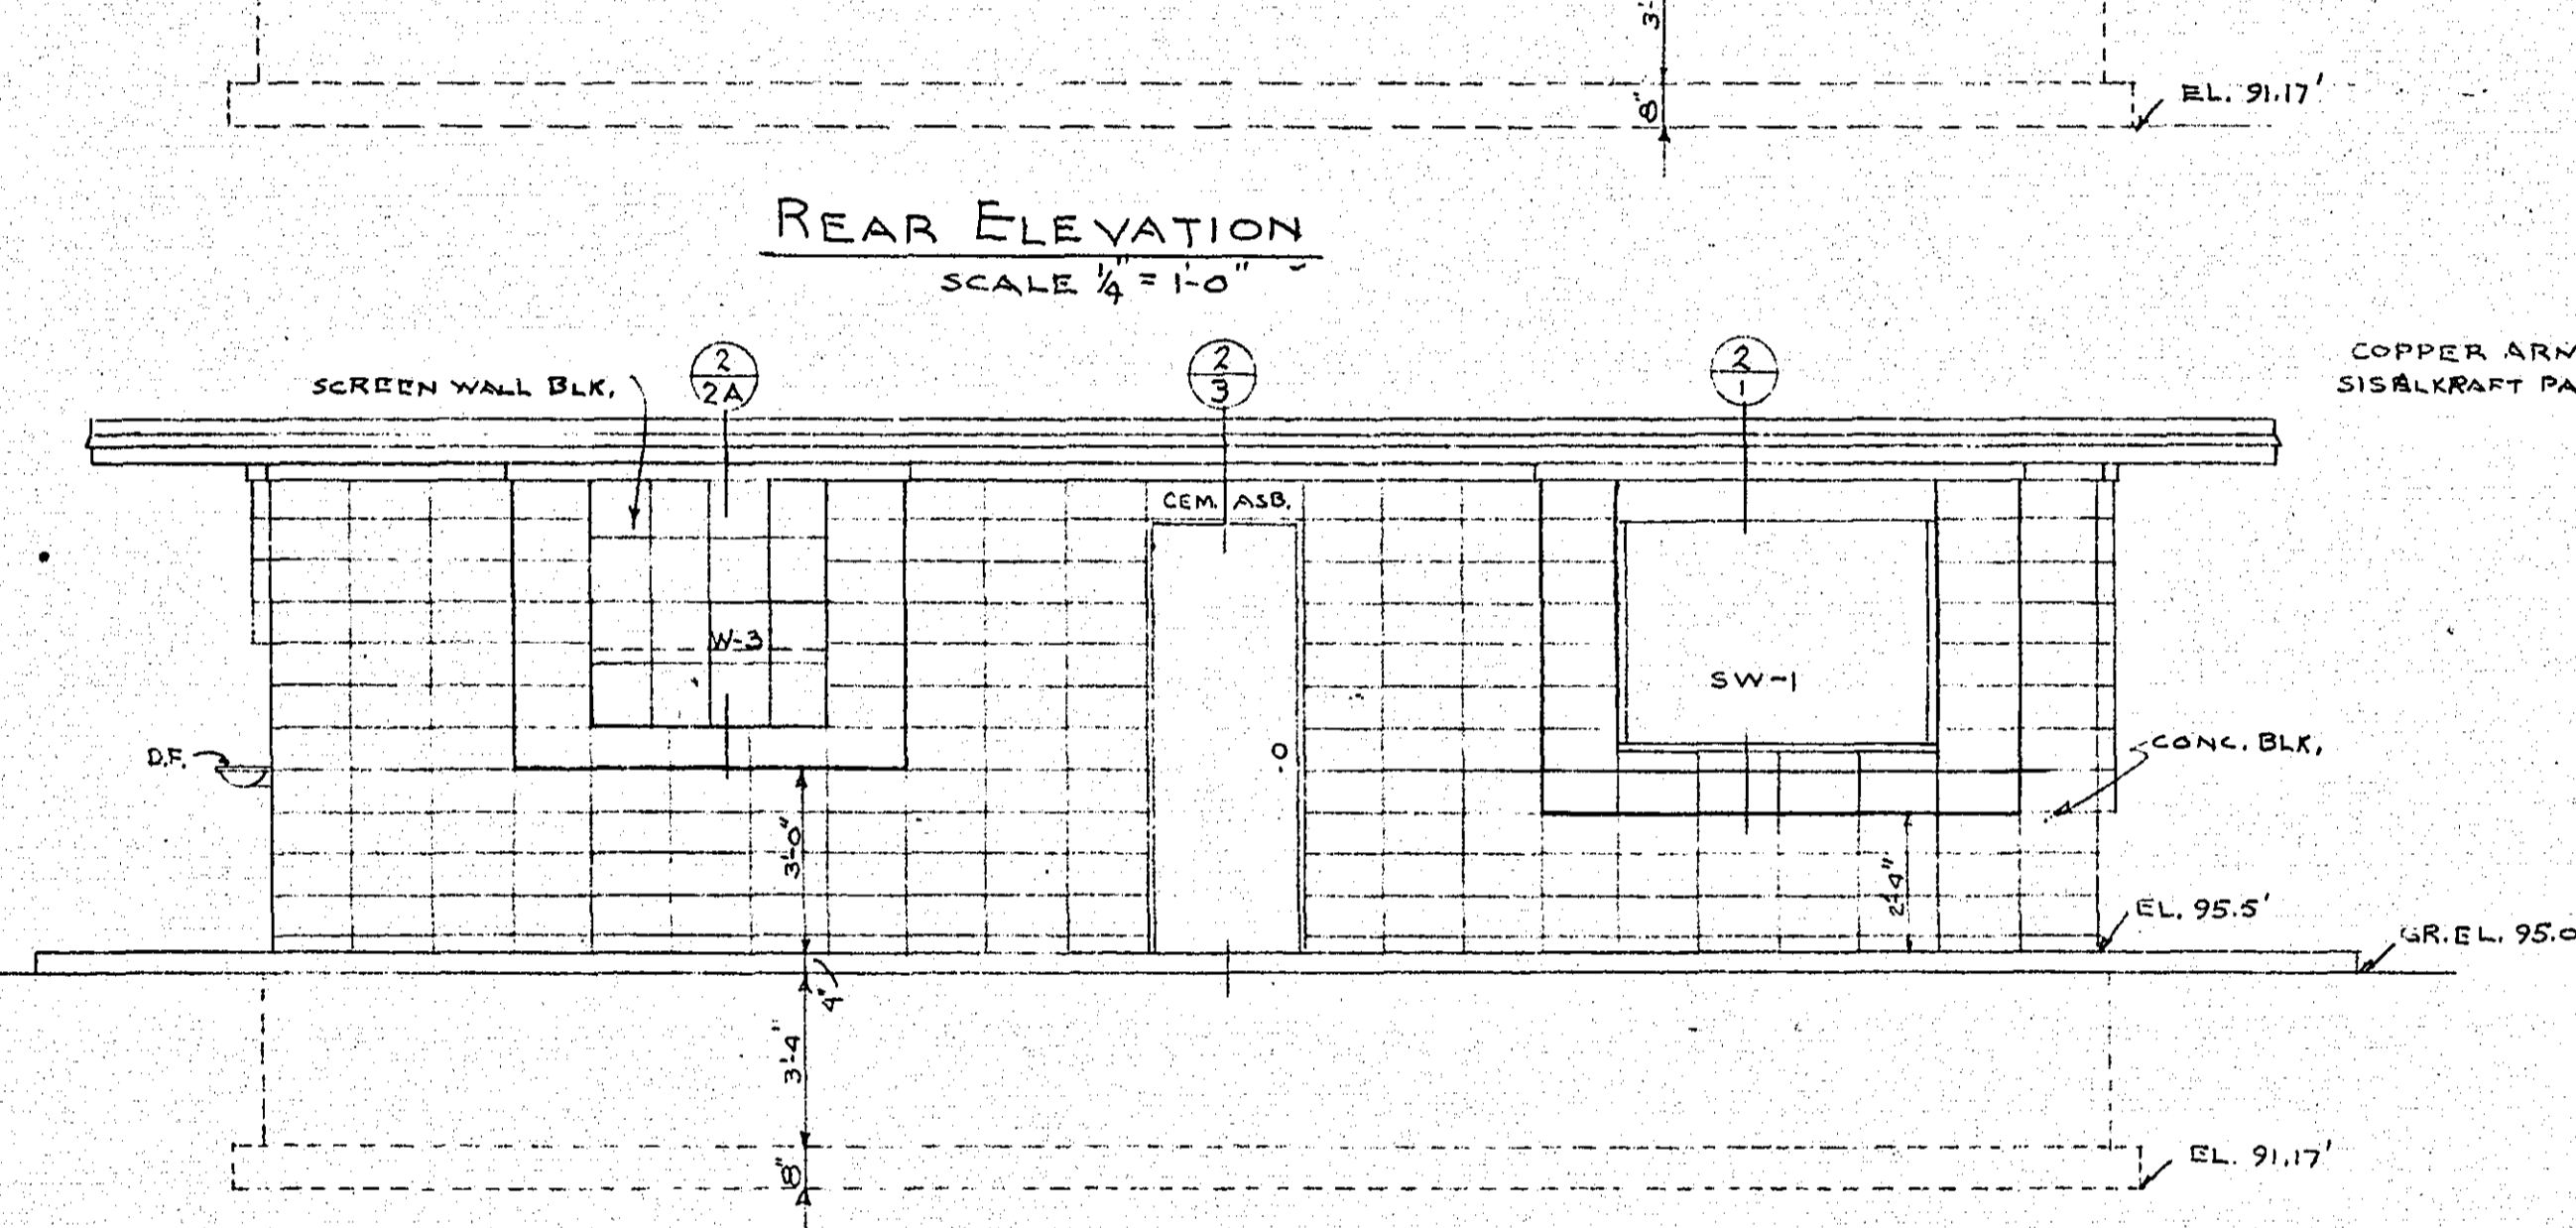 3'-
8"
EL. 91.17'
REAR ELEVATION
SCALE 1/4" = 1'-0"
SCREEN WALL BLK.
2
2A
2
3
2
1
COPPER ARM
SISALKRAFT PA
CEM. ASB.
W-3
SW-1
D.F.
CONC. BLK.
3'-0"
2'-4"
EL. 95.5'
GR. EL. 95.0
4"
3'-4"
8"
EL. 91.17'